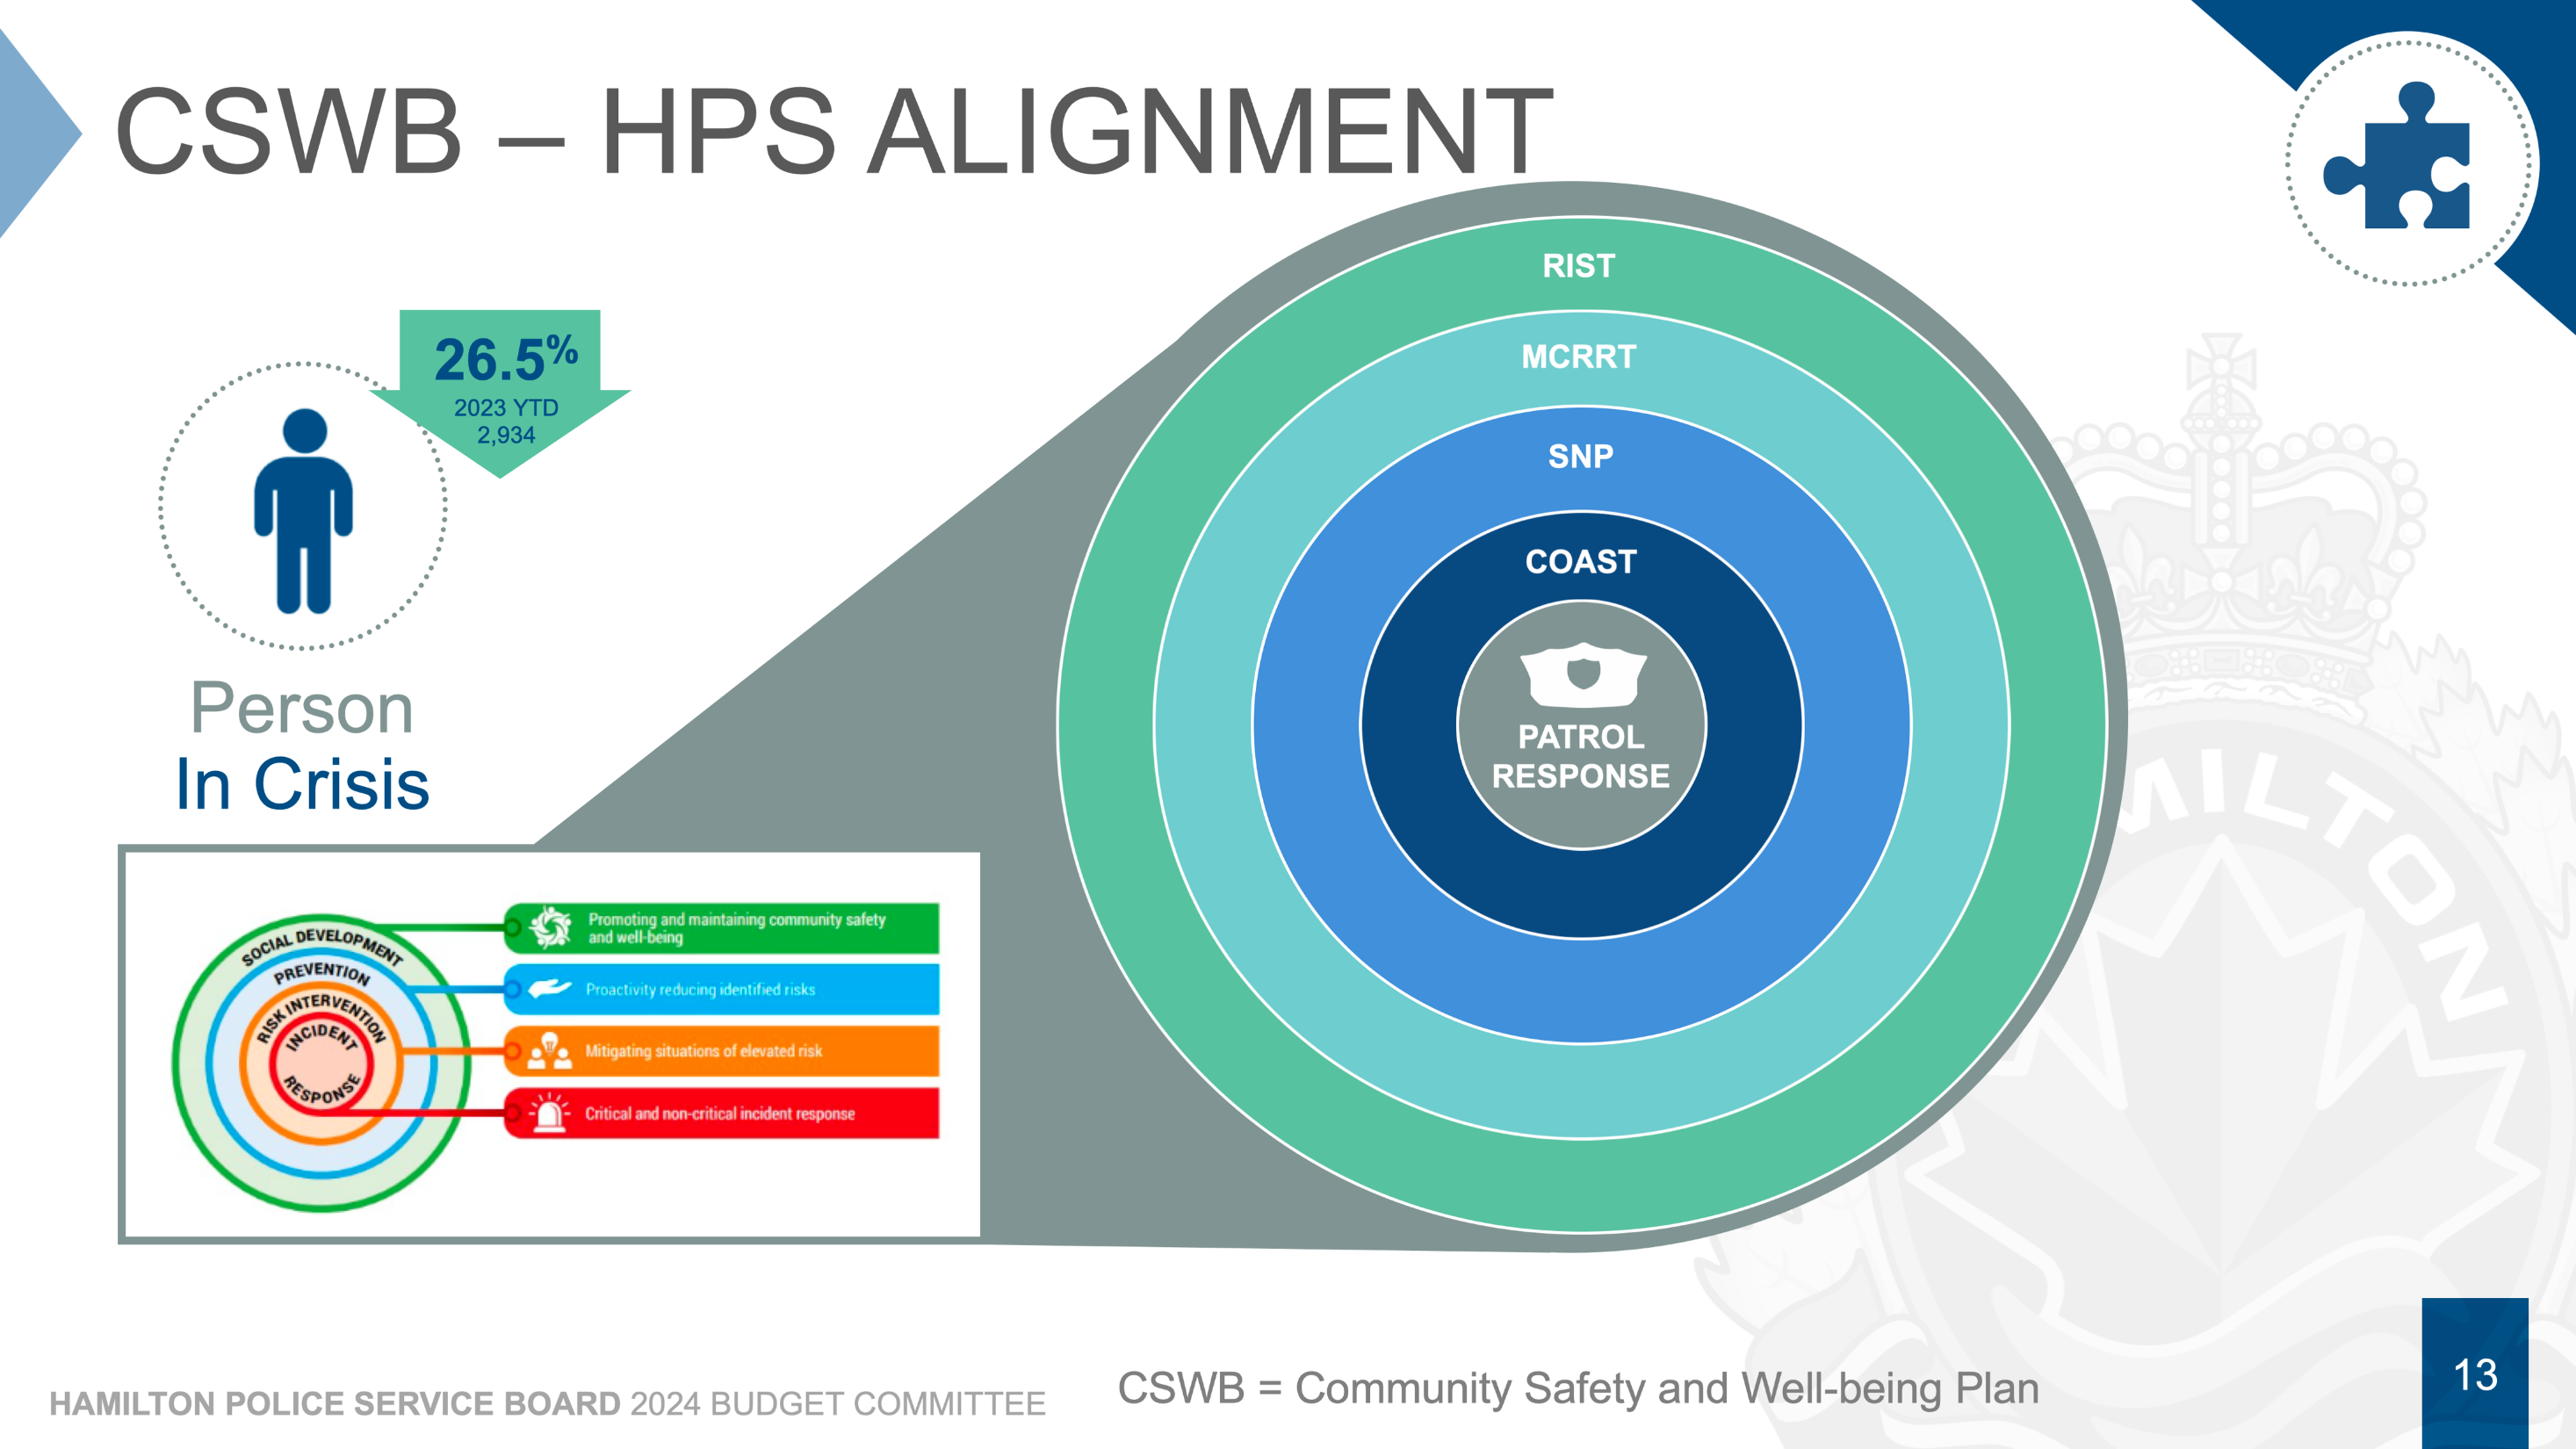 CSWB – HPS ALIGNMENT
26.5%
2023 YTD
2,934
Person
In Crisis
RIST
MCRRT
SNP
COAST
PATROL
RESPONSE
SOCIAL DEVELOPMENT
PREVENTION
RISK INTERVENTION
INCIDENT
RESPONSE
Promoting and maintaining community safety
and well-being
Proactivity reducing identified risks
Mitigating situations of elevated risk
Critical and non-critical incident response
MILTON
HAMILTON POLICE SERVICE BOARD 2024 BUDGET COMMITTEE
CSWB = Community Safety and Well-being Plan
13